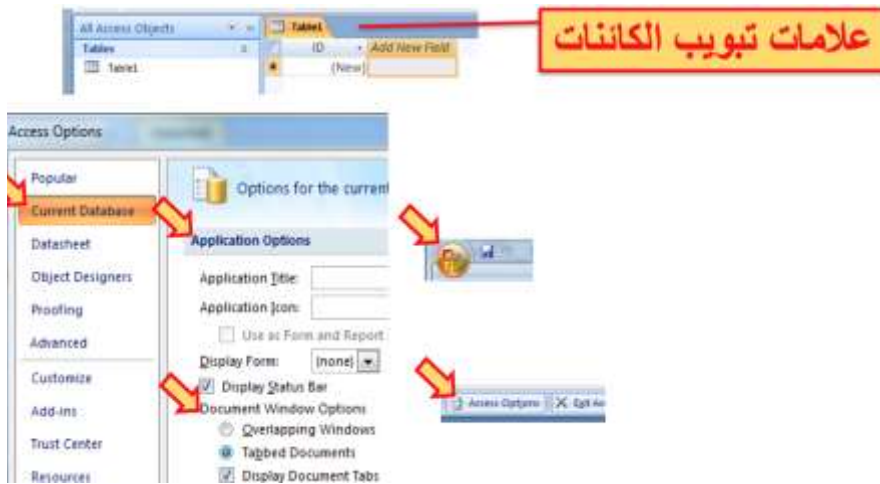 All Access Objects
Table1
علامات تبويب الكائنات
Tables
ID
Add New Field
Table1
(New)
Access Options
Popular
Current Database
Datasheet
Object Designers
Proofing
Advanced
Customize
Add-ins
Trust Center
Resources
Options for the current
Application Options
Application Title:
Application Icon:
Use as Form and Report
Display Form:
(none)
Display Status Bar
Document Window Options
Overlapping Windows
Tabbed Documents
Display Document Tabs
Access Options
Exit Ac